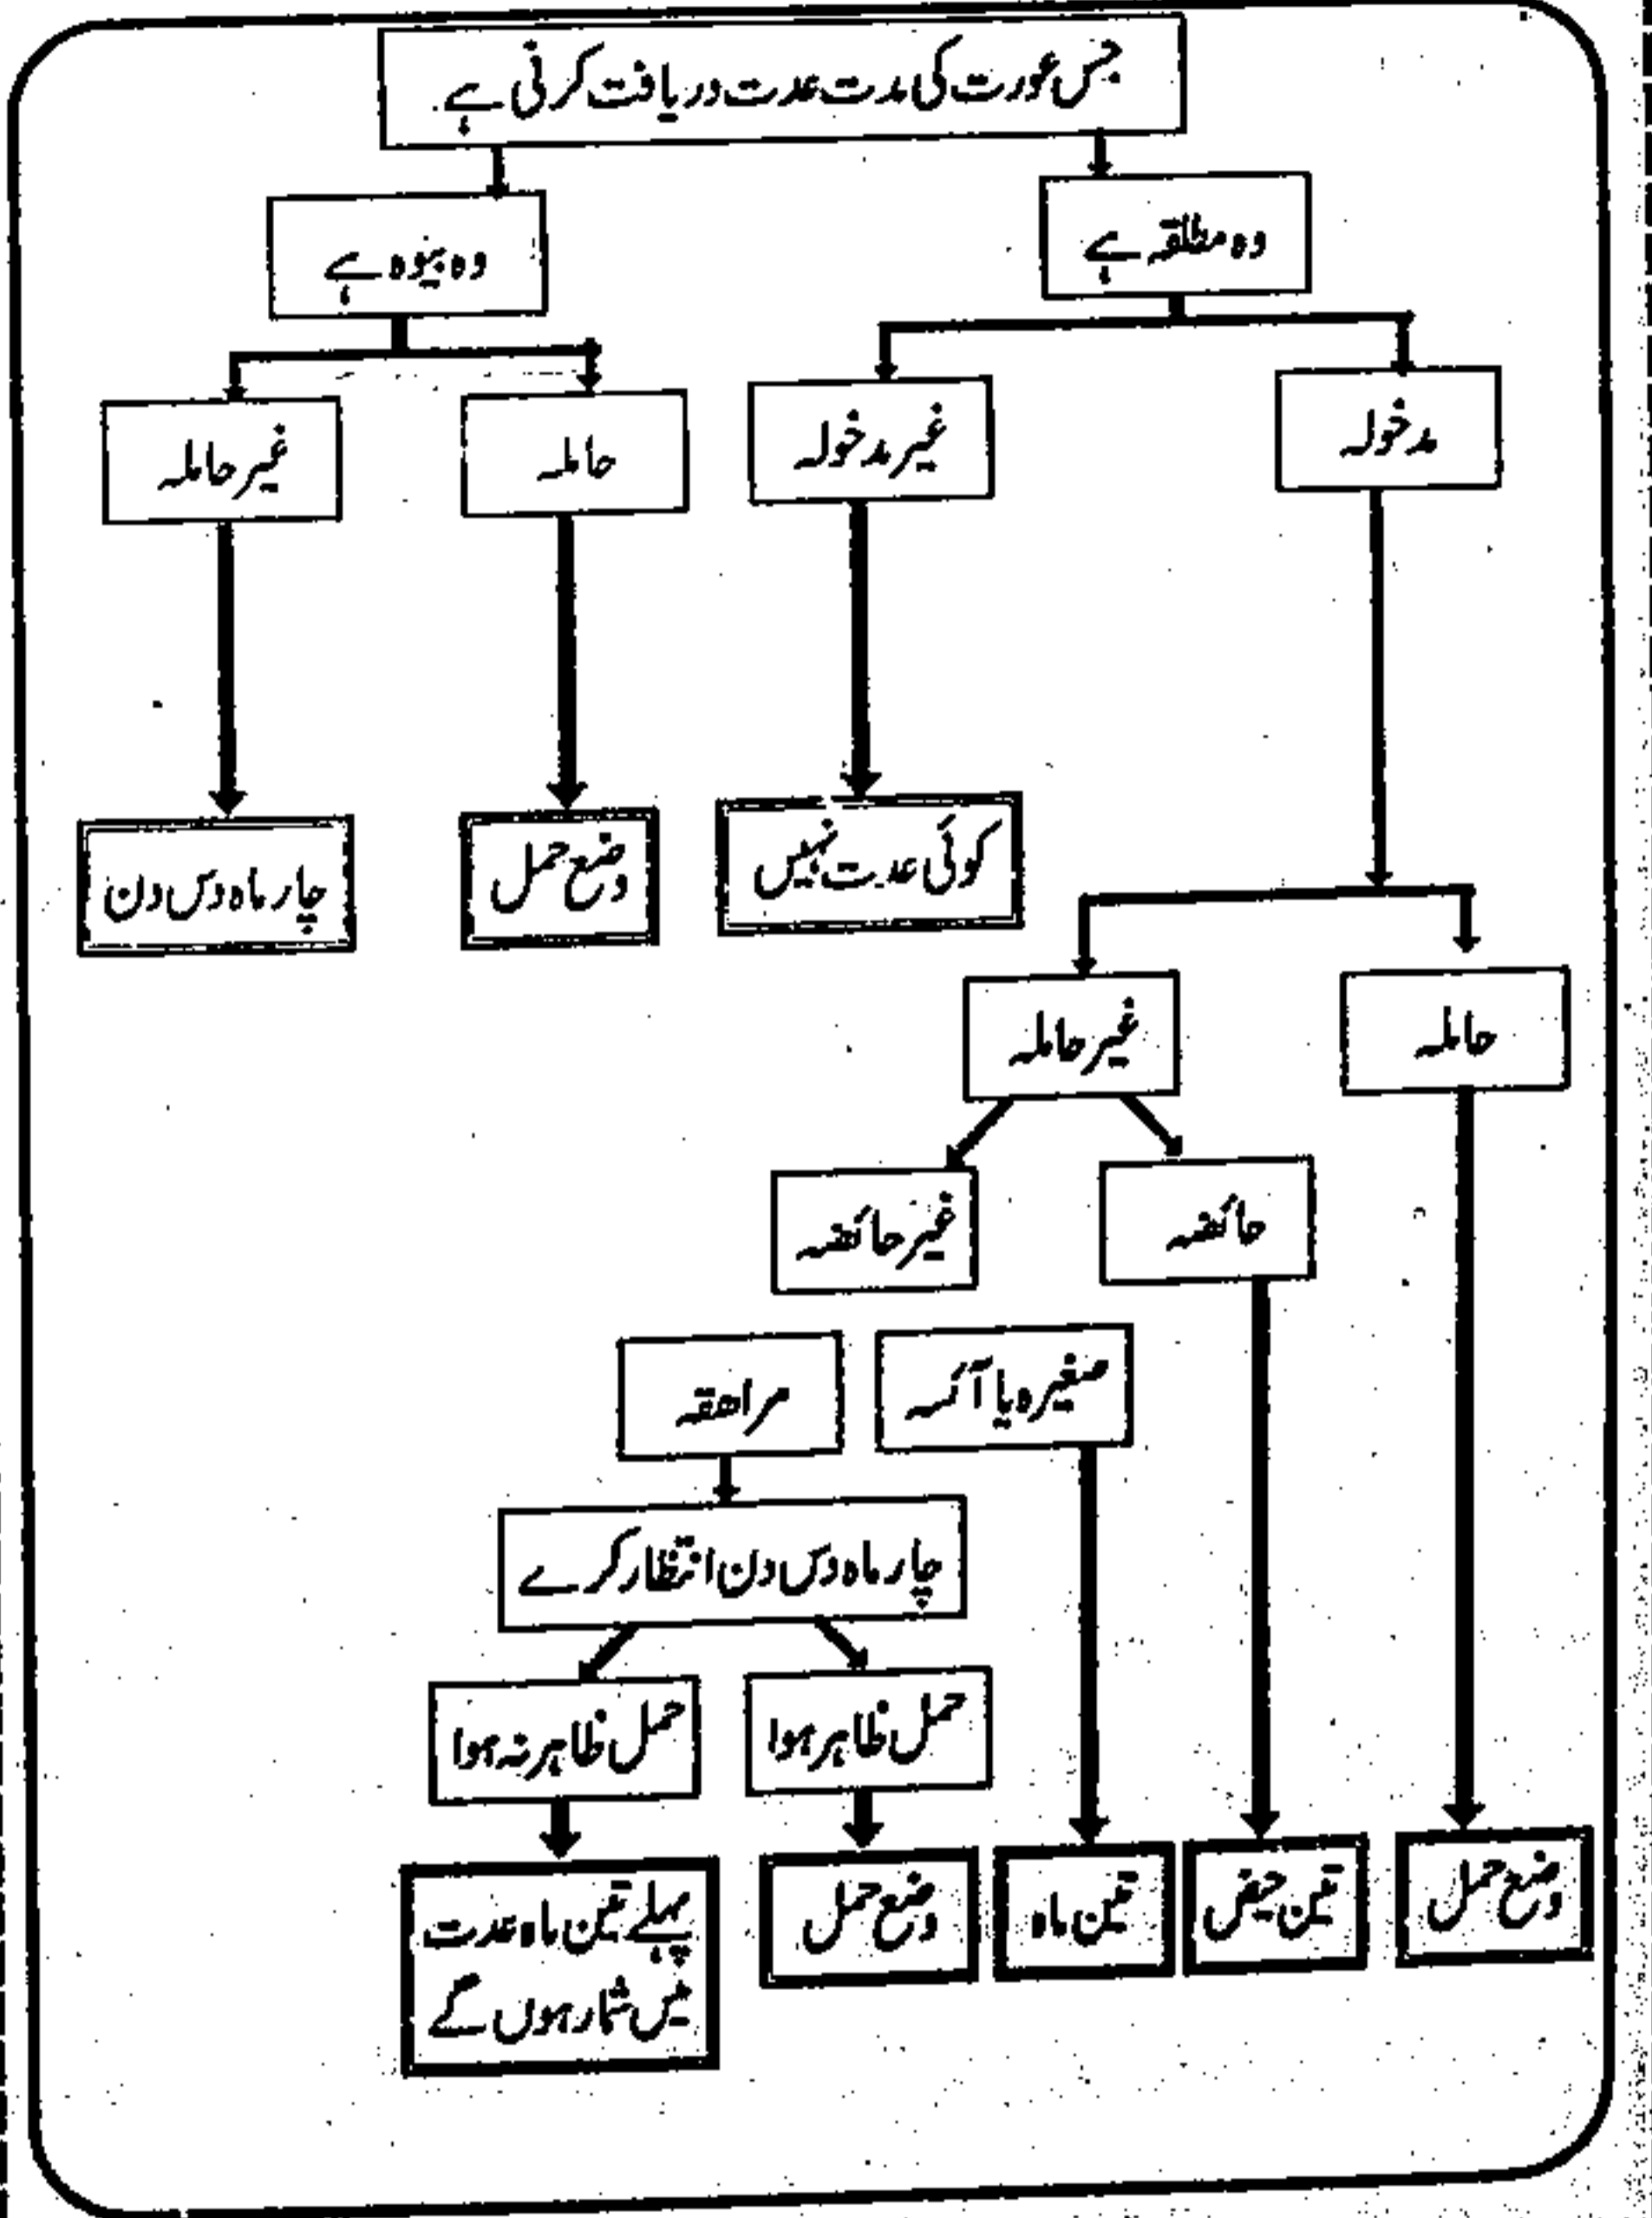 جس عورت کی مدت عدت دریافت کرنی ہے
وہ مطلقہ ہے
وہ بیوہ ہے
مدخولہ
غیر مدخولہ
حاملہ
غیر حاملہ
کوئی عدت نہیں
وضع حمل
چار ماہ دس دن
حاملہ
غیر حاملہ
حائضہ
غیر حائضہ
صغیرہ یا آئسہ
مراھقہ
چار ماہ دس دن انتظار کرے
حمل ظاہر ہوا
حمل ظاہر نہ ہوا
وضع حمل
تین حیض
تین ماہ
وضع حمل
پہلے تین ماہ عدت
میں شمار ہوں گے